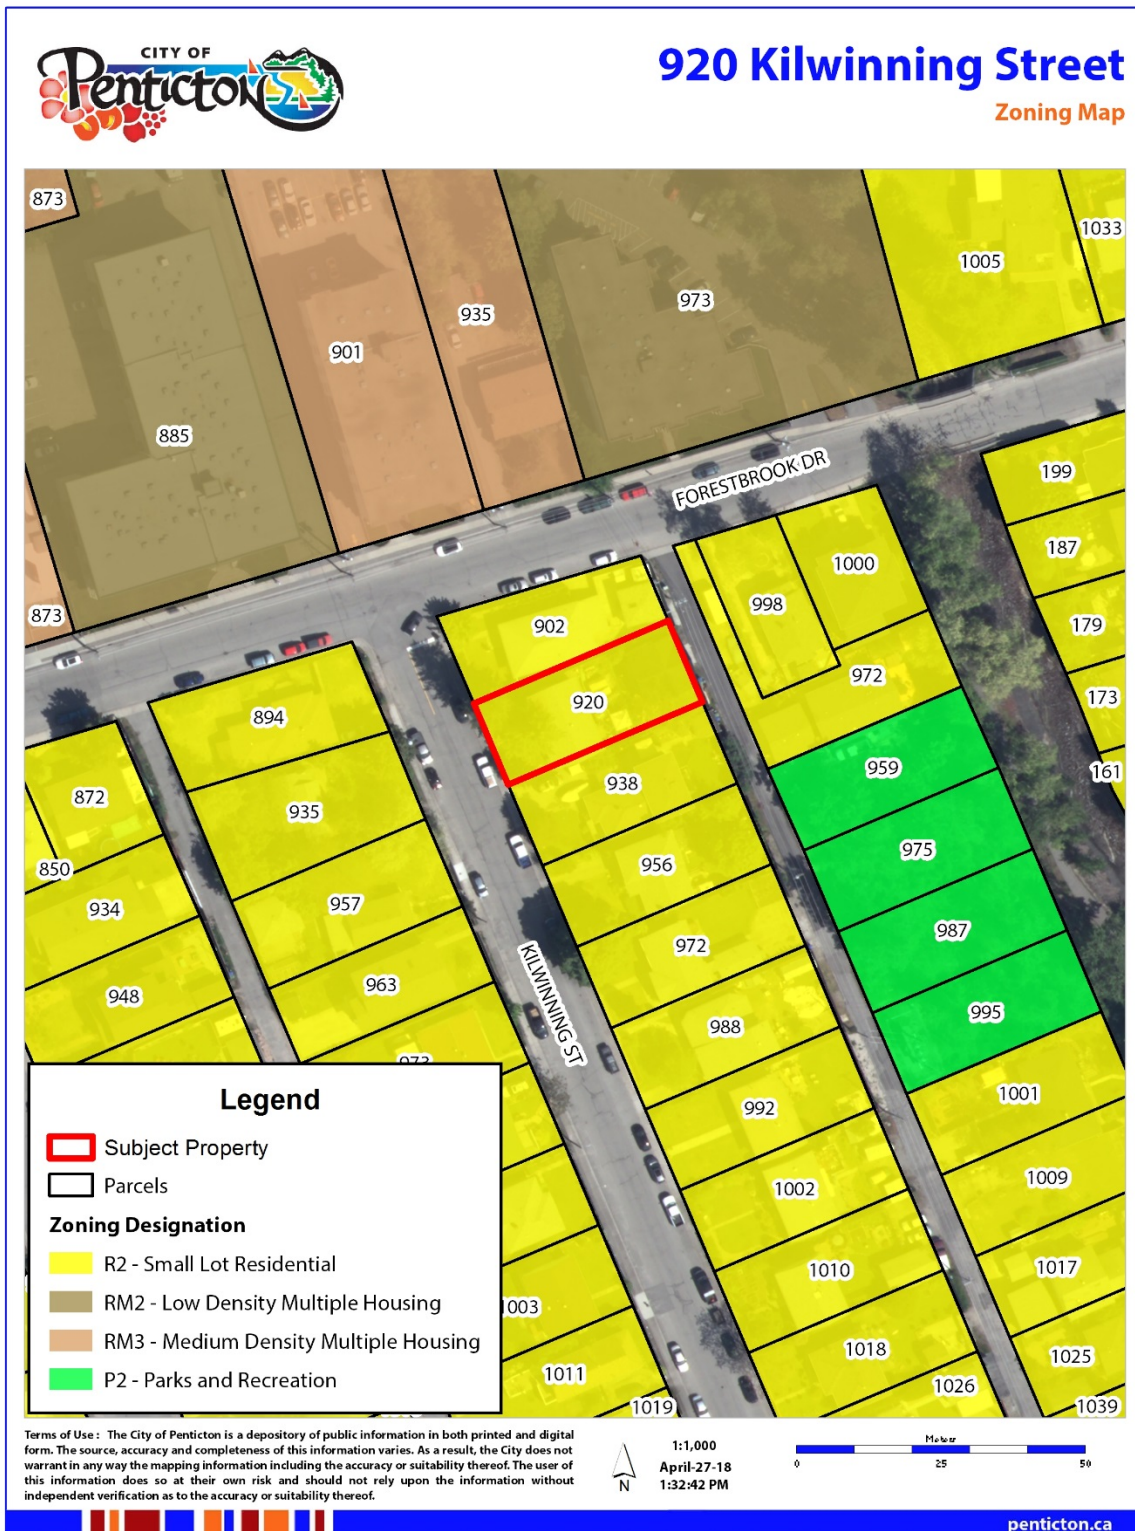 CITY OF
Penticton
920 Kilwinning Street
Zoning Map
873
1033
1005
973
935
901
885
FORESTBROOK DR
199
187
1000
998
873
902
179
972
173
920
894
959
161
938
872
935
975
850
956
957
934
987
972
963
948
KILWINNING ST
995
988
973
1001
992
1009
1002
1017
1010
1003
1018
1025
1011
1026
1019
1039
Legend
Subject Property
Parcels
Zoning Designation
R2 - Small Lot Residential
RM2 - Low Density Multiple Housing
RM3 - Medium Density Multiple Housing
P2 - Parks and Recreation
Terms of Use : The City of Penticton is a depository of public information in both printed and digital
form. The source, accuracy and completeness of this information varies. As a result, the City does not
warrant in any way the mapping information including the accuracy or suitability thereof. The user of
this information does so at their own risk and should not rely upon the information without
independent verification as to the accuracy or suitability thereof.
N
1:1,000
April-27-18
1:32:42 PM
Meters
0 25 50
penticton.ca